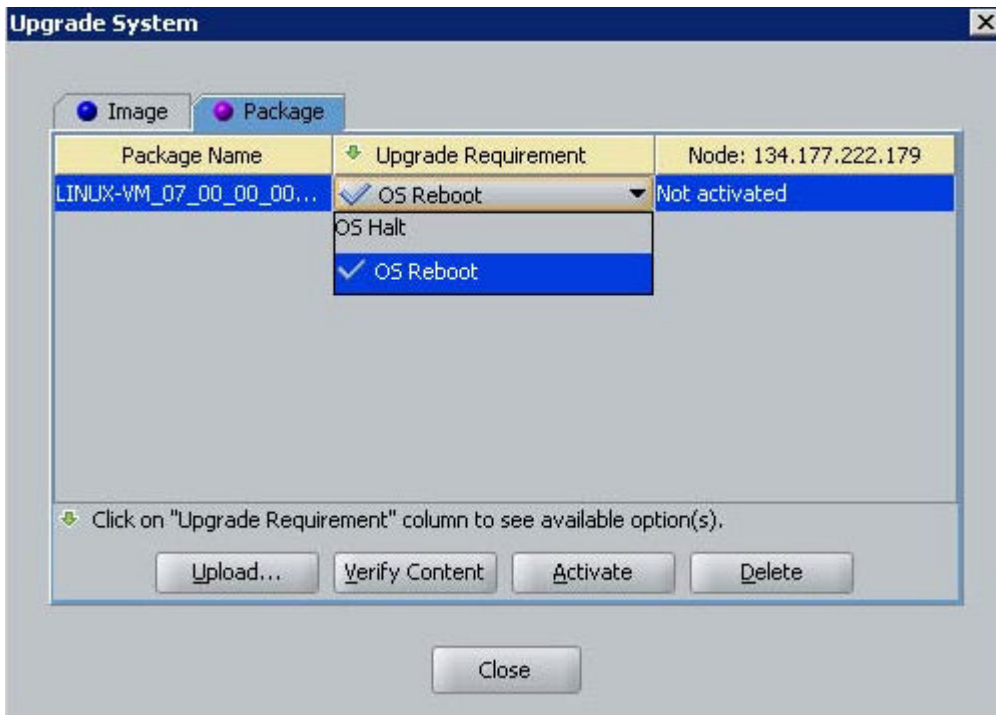 Upgrade System
Image Package
Package Name Upgrade Requirement Node: 134.177.222.179
LINUX-VM_07_00_00_00... OS Reboot Not activated
OS Halt
OS Reboot
Click on "Upgrade Requirement" column to see available option(s).
Upload... Verify Content Activate Delete
Close